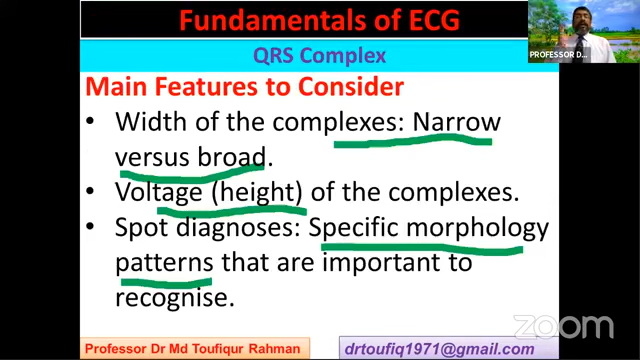 Fundamentals of ECG
QRS Complex
PROFESSOR D...
Main Features to Consider
• Width of the complexes: Narrow
versus broad.
• Voltage (height) of the complexes.
• Spot diagnoses: Specific morphology
patterns that are important to
recognise.
zoom
Professor Dr Md Toufiqur Rahman
drtoufiq1971@gmail.com